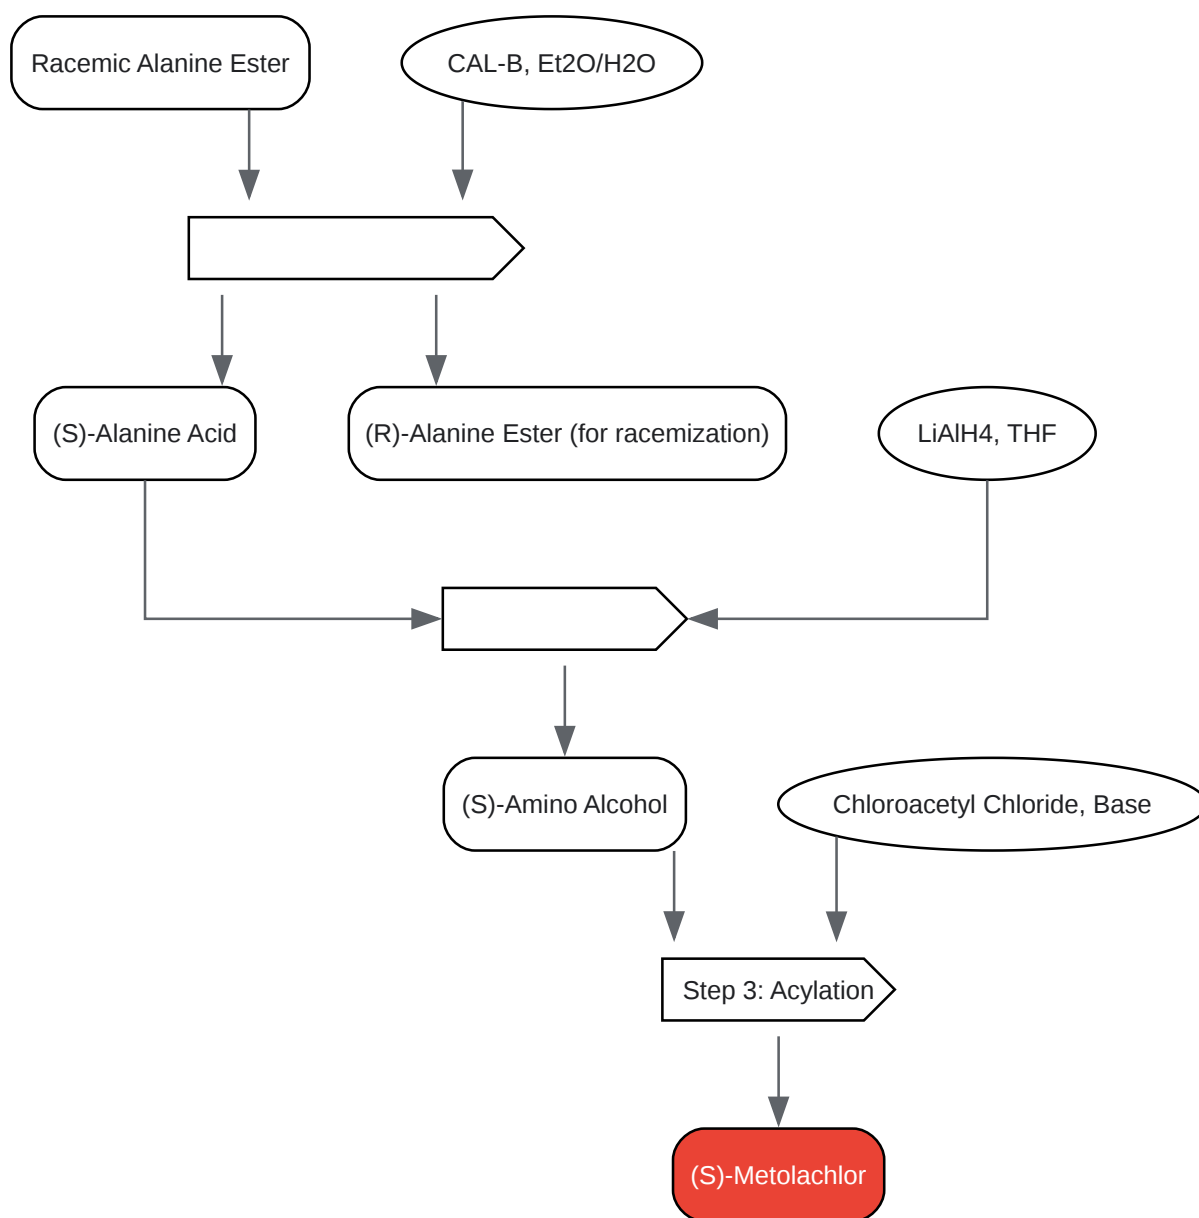 Racemic Alanine Ester
CAL-B, Et2O/H2O
(S)-Alanine Acid
(R)-Alanine Ester (for racemization)
LiAlH4, THF
(S)-Amino Alcohol
Chloroacetyl Chloride, Base
Step 3: Acylation
(S)-Metolachlor